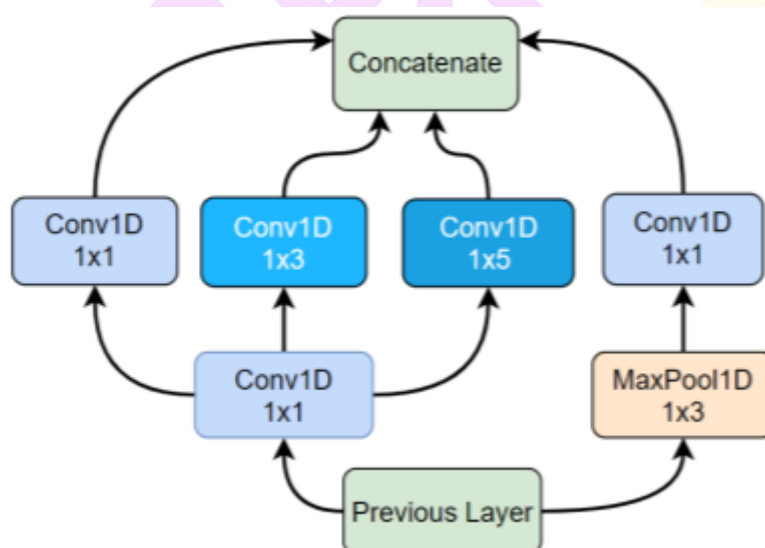 Concatenate
Conv1D
1x1
Conv1D
1x3
Conv1D
1x5
Conv1D
1x1
Conv1D
1x1
MaxPool1D
1x3
Previous Layer